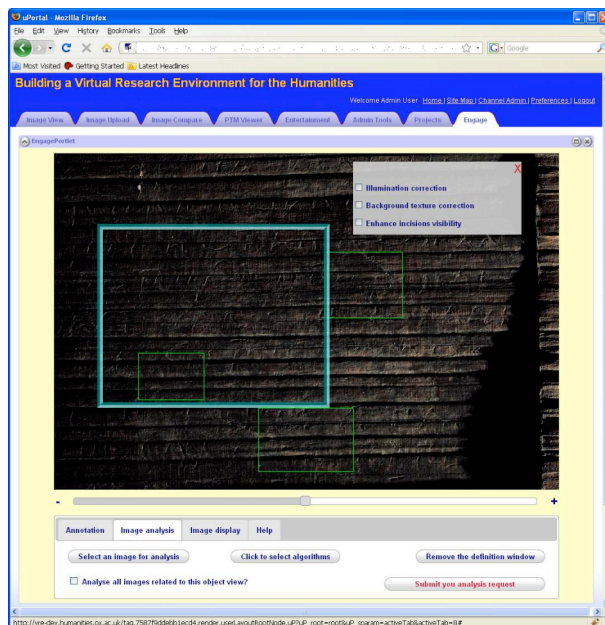 uPortal - Mozilla Firefox
File Edit View History Bookmarks Tools Help
Google
Most Visited Getting Started Latest Headlines
Building a Virtual Research Environment for the Humanities
Welcome Admin User Home | Site Map | Channel Admin | Preferences | Logout
Image View Image Upload Image Compare PTM Viewer Entertainment Admin Tools Projects Engage
EngagePortlet
X
Illumination correction
Background texture correction
Enhance incisions visibility
- +
Annotation Image analysis Image display Help
Select an image for analysis Click to select algorithms Remove the definition window
Analyse all images related to this object view? Submit you analysis request